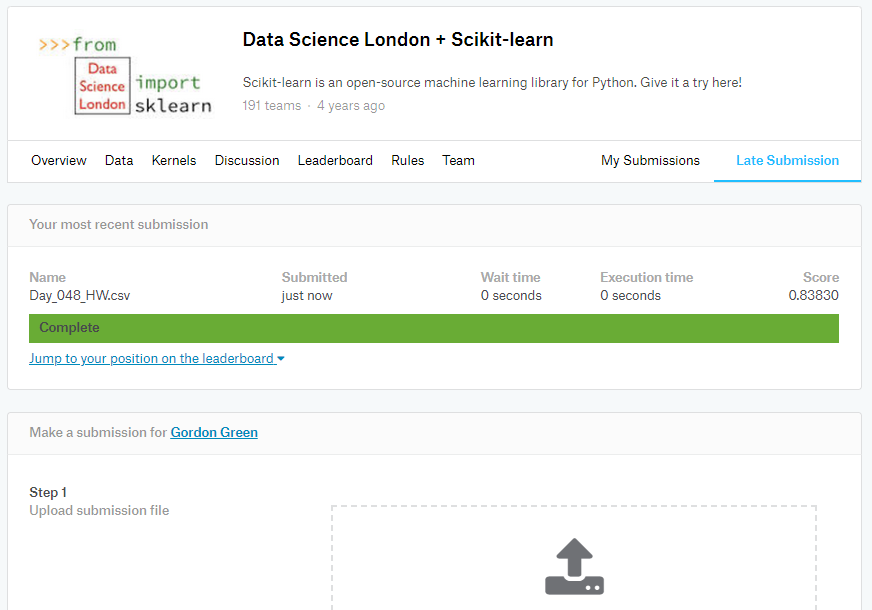 >>>from
Data
Science
London
import
sklearn
Data Science London + Scikit-learn
Scikit-learn is an open-source machine learning library for Python. Give it a try here!
191 teams · 4 years ago
Overview Data Kernels Discussion Leaderboard Rules Team My Submissions Late Submission
Your most recent submission
Name Submitted Wait time Execution time Score
Day_048_HW.csv just now 0 seconds 0 seconds 0.83830
Complete
Jump to your position on the leaderboard
Make a submission for Gordon Green
Step 1
Upload submission file